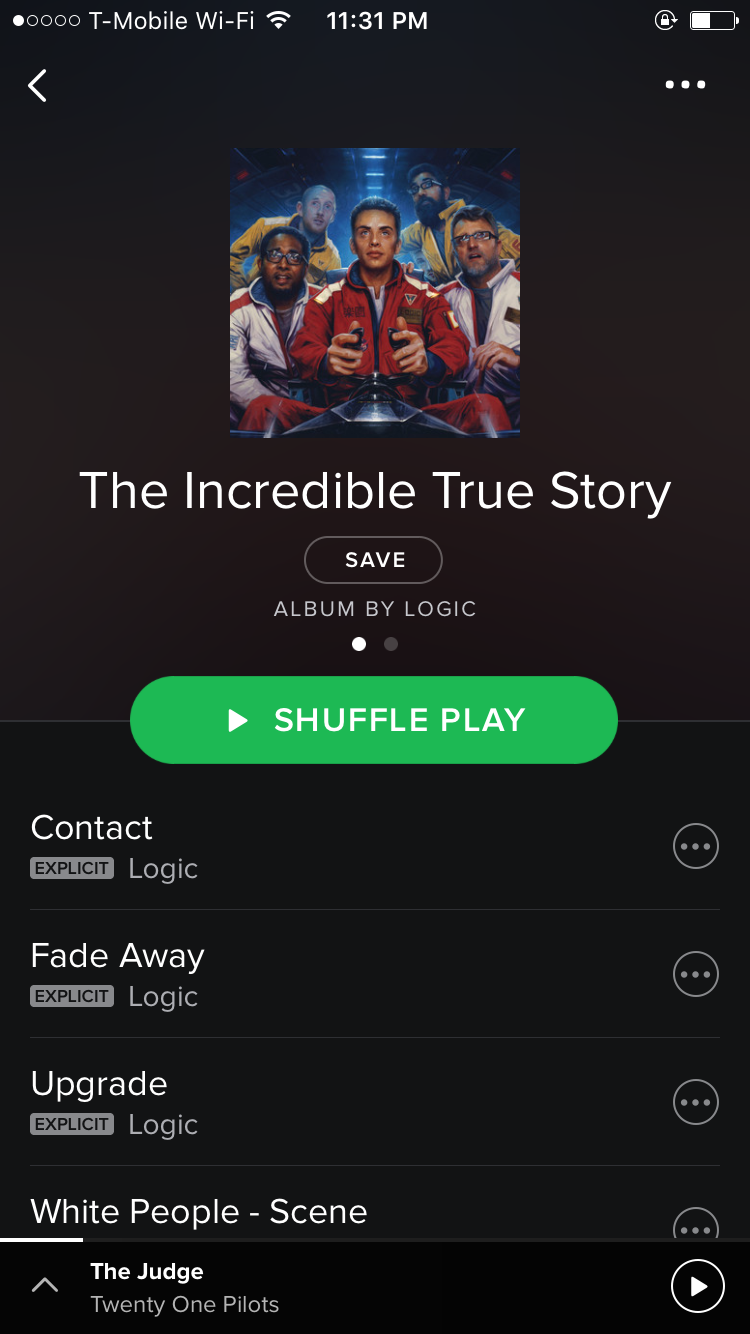 T-Mobile Wi-Fi 11:31 PM
The Incredible True Story
SAVE
ALBUM BY LOGIC
SHUFFLE PLAY
Contact
EXPLICIT Logic
Fade Away
EXPLICIT Logic
Upgrade
EXPLICIT Logic
White People - Scene
The Judge
Twenty One Pilots